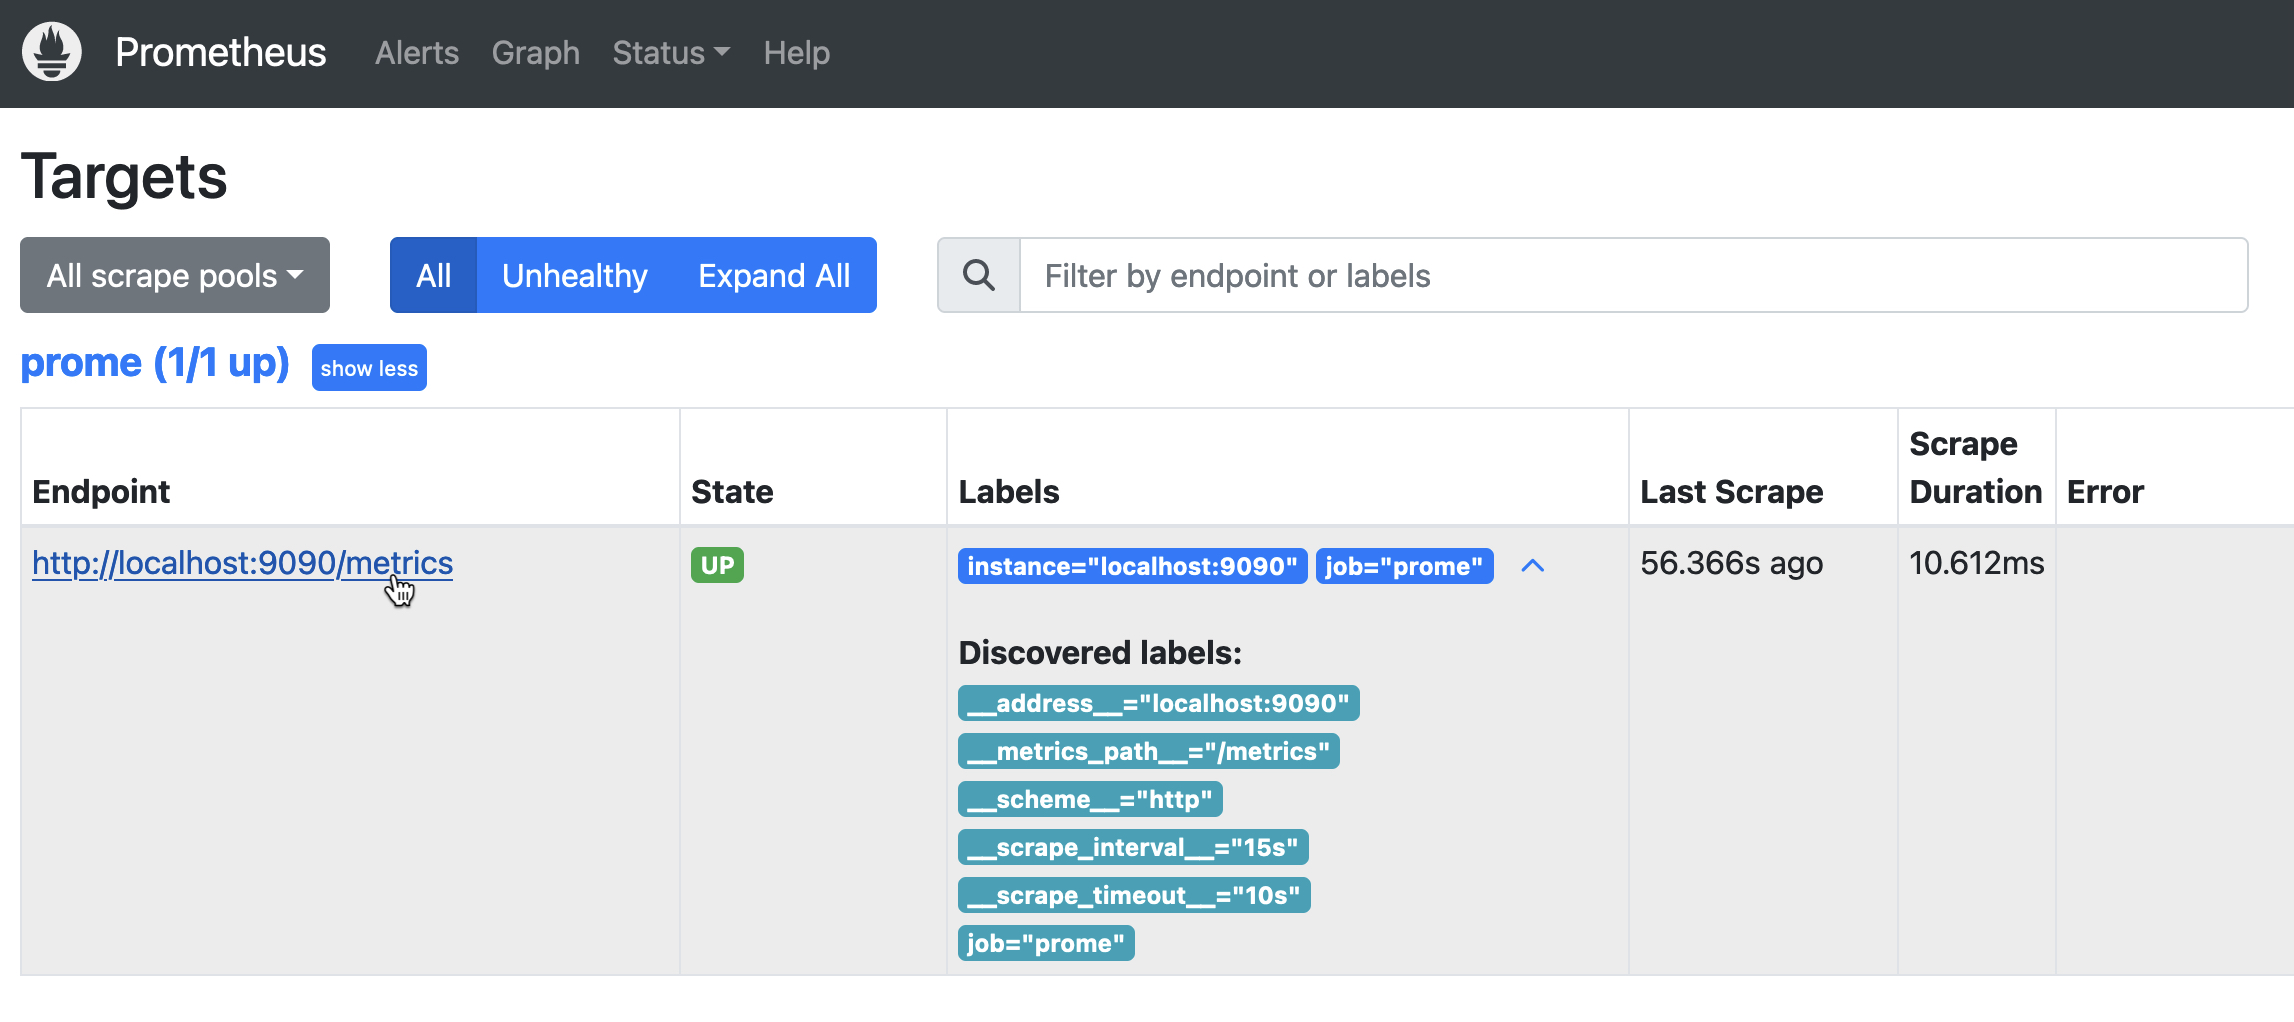 Prometheus Alerts Graph Status Help
Targets
All scrape pools All Unhealthy Expand All Filter by endpoint or labels
prome (1/1 up) show less
Endpoint State Labels Last Scrape Scrape Duration Error
http://localhost:9090/metrics UP instance="localhost:9090" job="prome" 56.366s ago 10.612ms
Discovered labels:
__address__="localhost:9090"
__metrics_path__="/metrics"
__scheme__="http"
__scrape_interval__="15s"
__scrape_timeout__="10s"
job="prome"